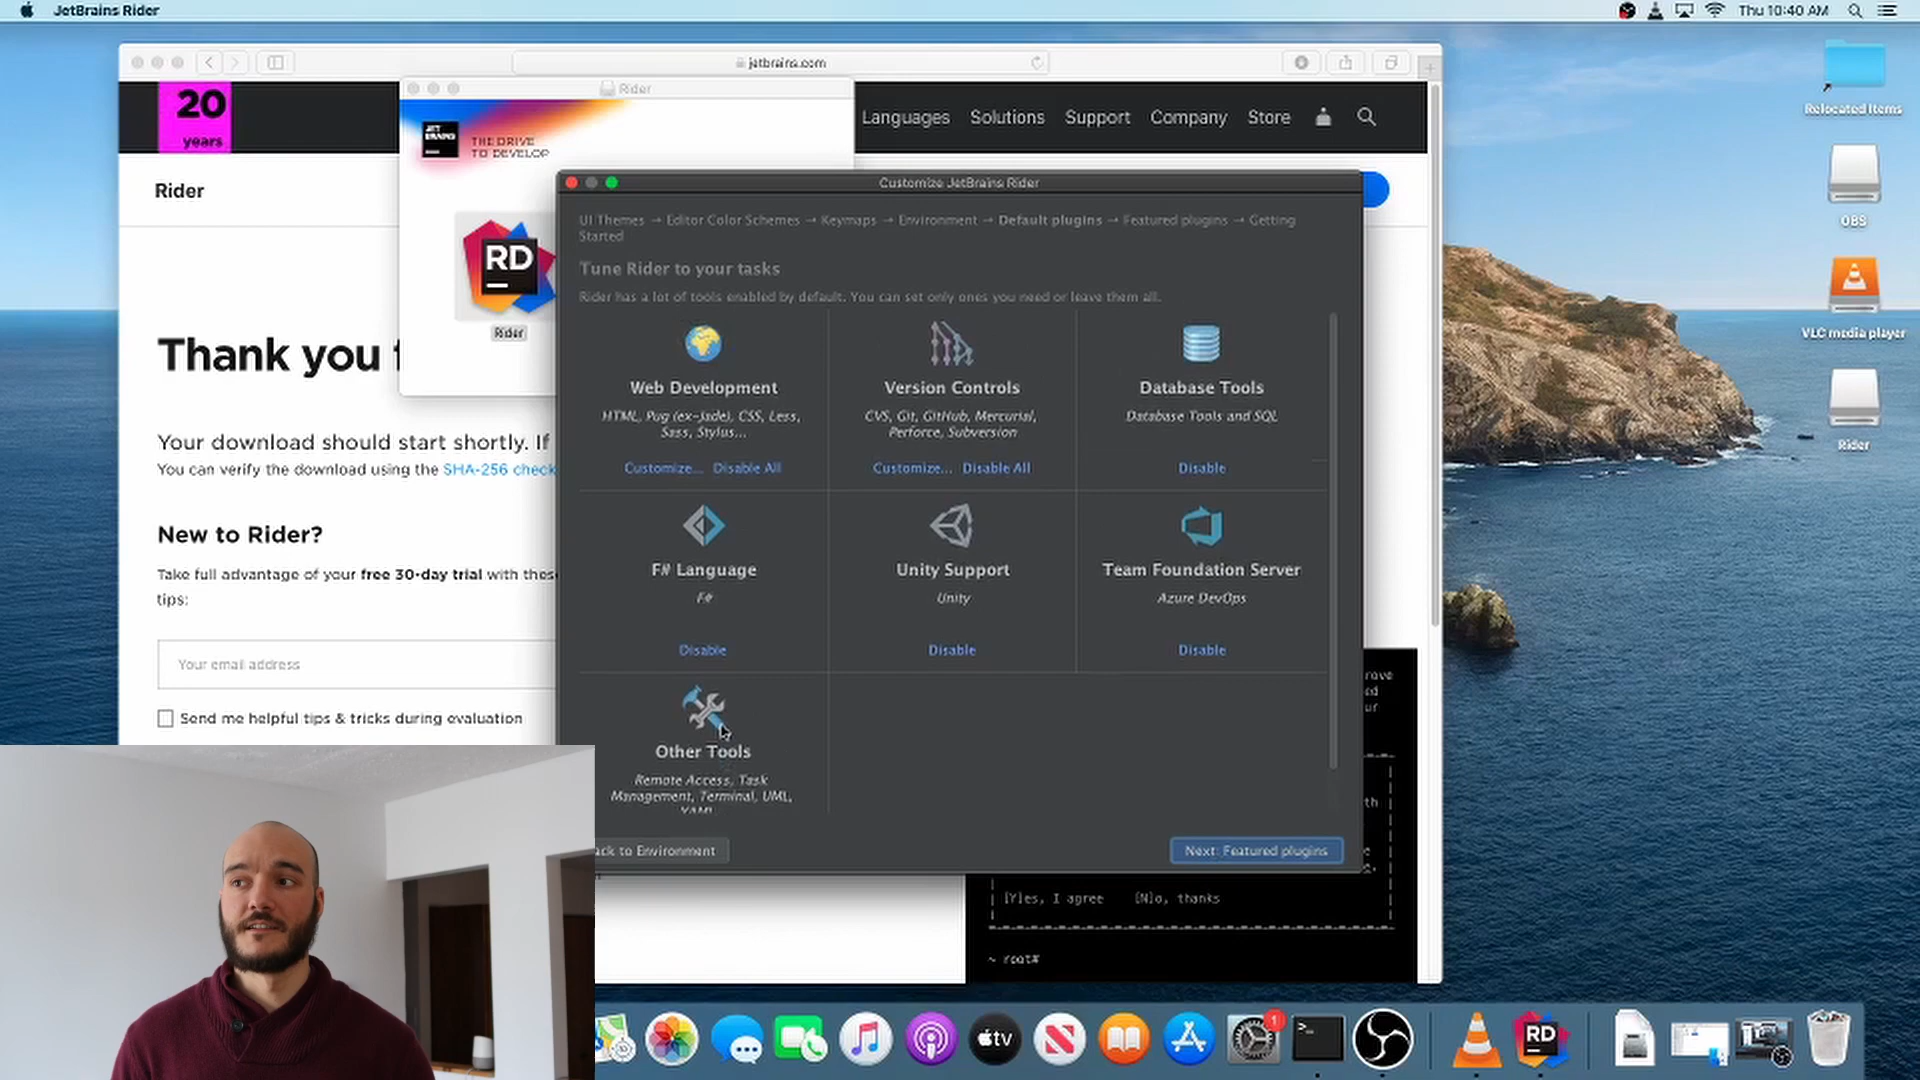 JetBrains Rider
Thu 10:40 AM
jetbrains.com
Rider
20
years
JET
BRAINS
THE DRIVE
TO DEVELOP
Languages
Solutions
Support
Company
Store
Relocated Items
Rider
Customize JetBrains Rider
UI Themes → Editor Color Schemes → Keymaps → Environment → Default plugins → Featured plugins → Getting
Started
OBS
RD
Rider
Tune Rider to your tasks
Rider has a lot of tools enabled by default. You can set only ones you need or leave them all.
VLC media player
Thank you
Web Development
HTML, Pug (ex-Jade), CSS, Less,
Sass, Stylus...
Customize... Disable All
Version Controls
CVS, Git, GitHub, Mercurial,
Perforce, Subversion
Customize... Disable All
Database Tools
Database Tools and SQL
Disable
Rider
Your download should start shortly. If
You can verify the download using the SHA-256 check
New to Rider?
Take full advantage of your free 30-day trial with these
tips:
F# Language
F#
Disable
Unity Support
Unity
Disable
Team Foundation Server
Azure DevOps
Disable
Your email address
Send me helpful tips & tricks during evaluation
Other Tools
Remote Access, Task
Management, Terminal, UML,
YAML
ack to Environment
Next: Featured plugins
[Y]es, I agree [N]o, thanks
~ root#
tv
1
RD